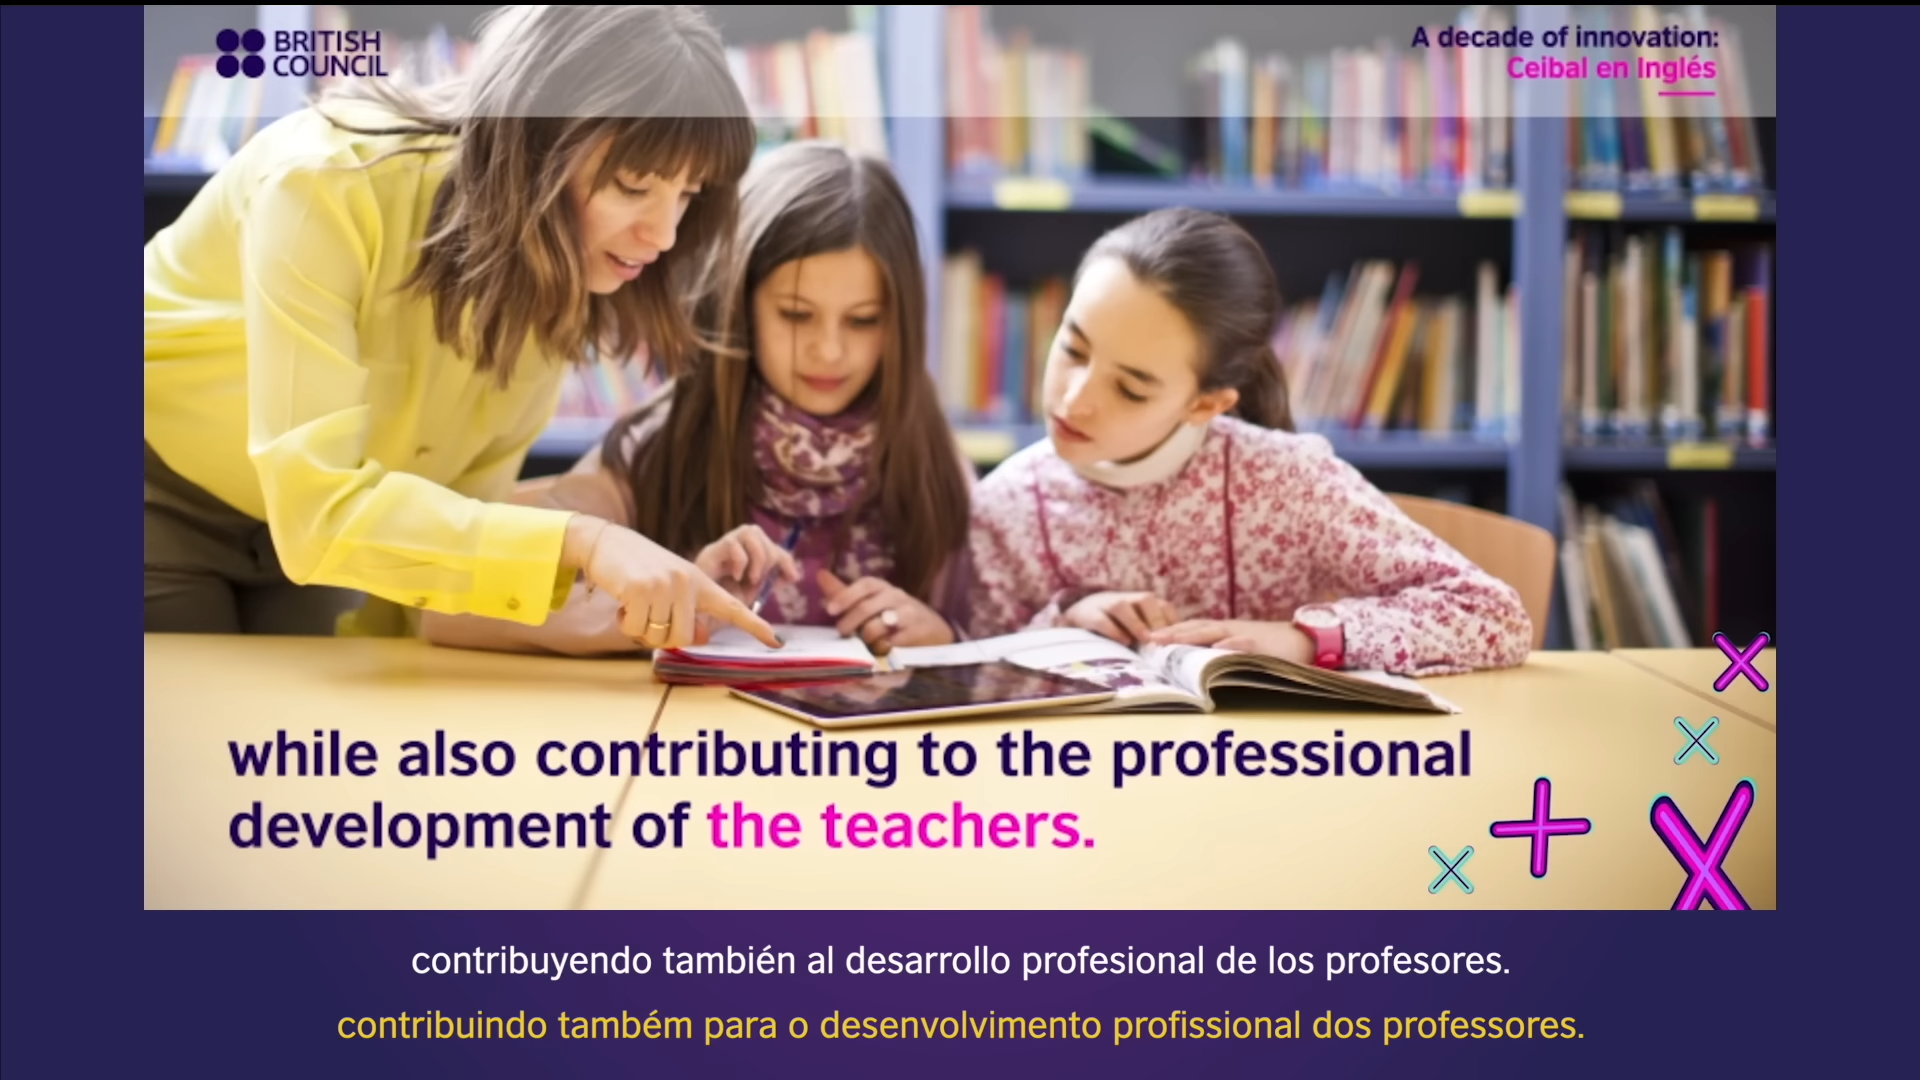 BRITISH
COUNCIL
A decade of innovation:
Ceibal en Inglés
while also contributing to the professional
development of the teachers.
contribuyendo también al desarrollo profesional de los profesores.
contribuindo também para o desenvolvimento profissional dos professores.